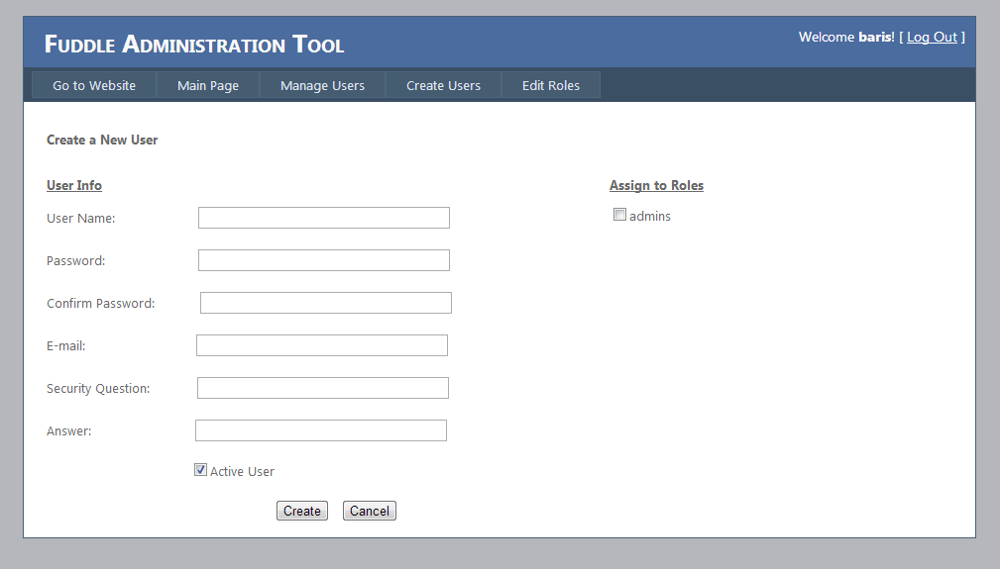 Fuddle Administration Tool
Welcome baris! [ Log Out ]
Go to Website Main Page Manage Users Create Users Edit Roles
Create a New User
User Info
User Name:
Password:
Confirm Password:
E-mail:
Security Question:
Answer:
Active User
Create Cancel
Assign to Roles
admins